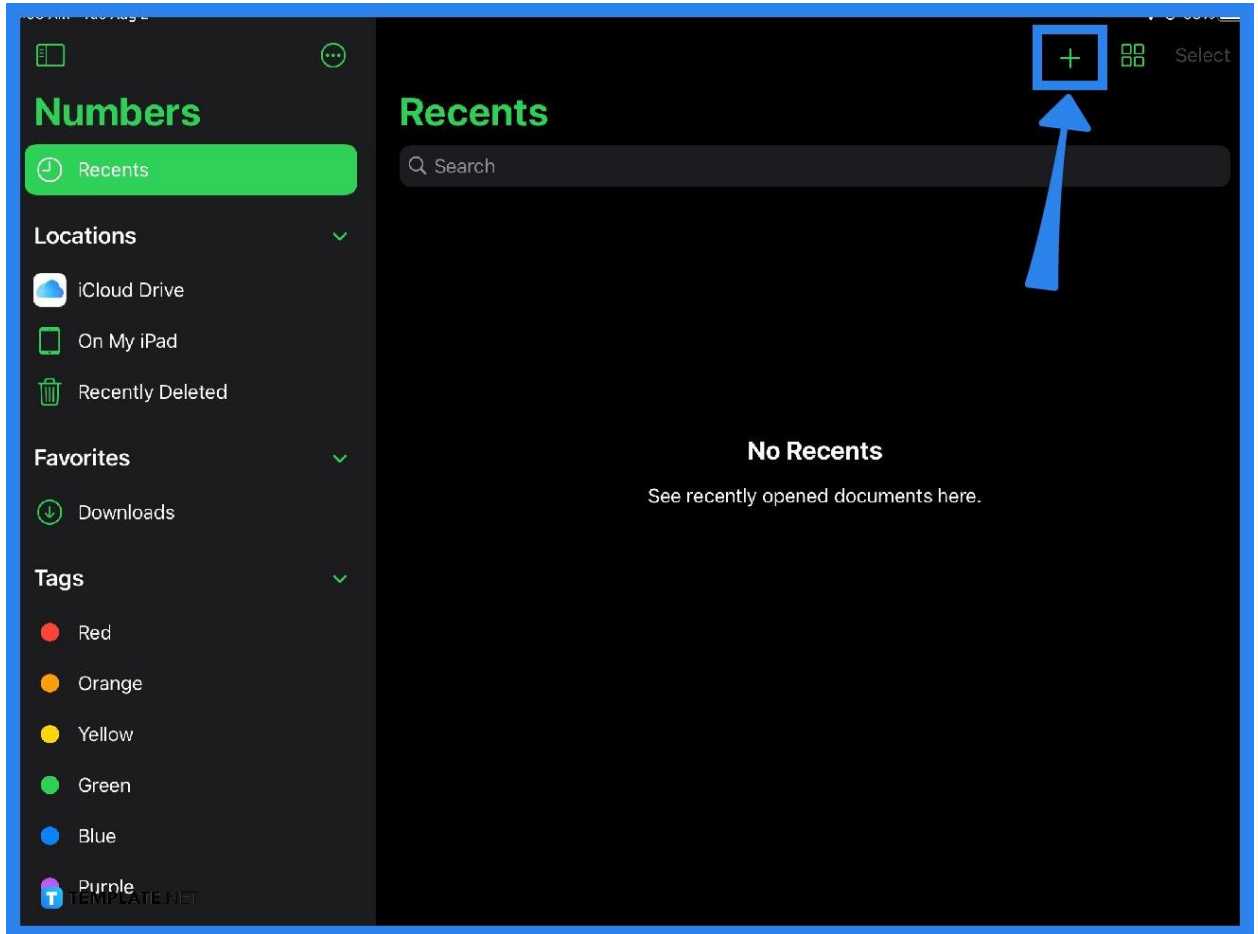 Select
Numbers
Recents
Recents
Search
Locations
iCloud Drive
On My iPad
Recently Deleted
Favorites
Downloads
No Recents
See recently opened documents here.
Tags
Red
Orange
Yellow
Green
Blue
Purple
T TEMPLATE.NET